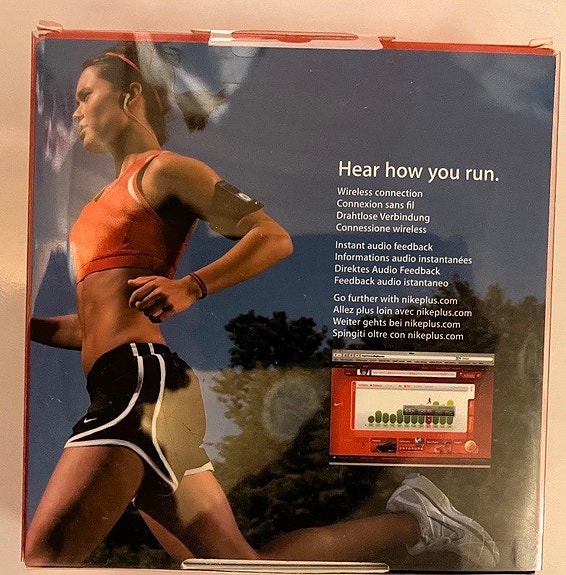 Hear how you run.
Wireless connection
Connexion sans fil
Drahtlose Verbindung
Connessione wireless
Instant audio feedback
Informations audio instantanées
Direktes Audio Feedback
Feedback audio istantaneo
Go further with nikeplus.com
Allez plus loin avec nikeplus.com
Weiter gehts bei nikeplus.com
Spingiti oltre con nikeplus.com